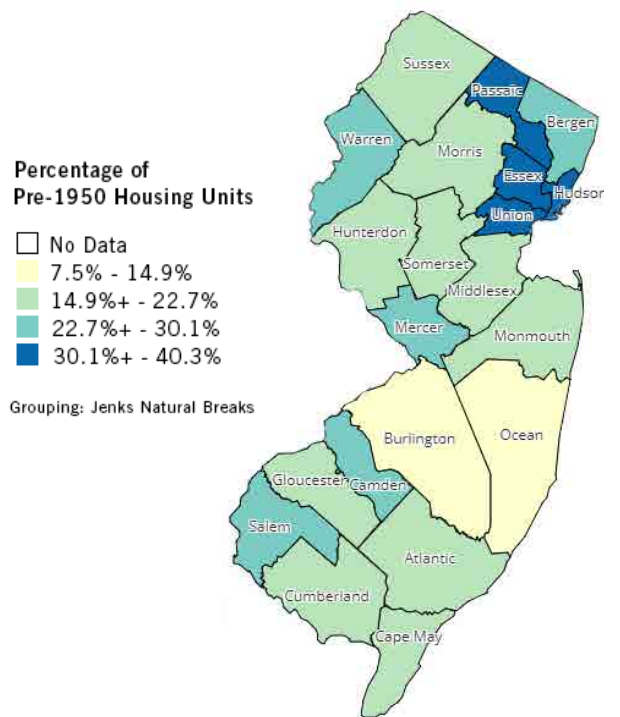 Percentage of
Pre-1950 Housing Units
No Data
7.5% - 14.9%
14.9%+ - 22.7%
22.7%+ - 30.1%
30.1%+ - 40.3%
Grouping: Jenks Natural Breaks
Sussex
Passaic
Bergen
Warren
Morris
Essex
Hudson
Union
Hunterdon
Somerset
Middlesex
Mercer
Monmouth
Burlington
Ocean
Gloucester
Camden
Salem
Atlantic
Cumberland
Cape May